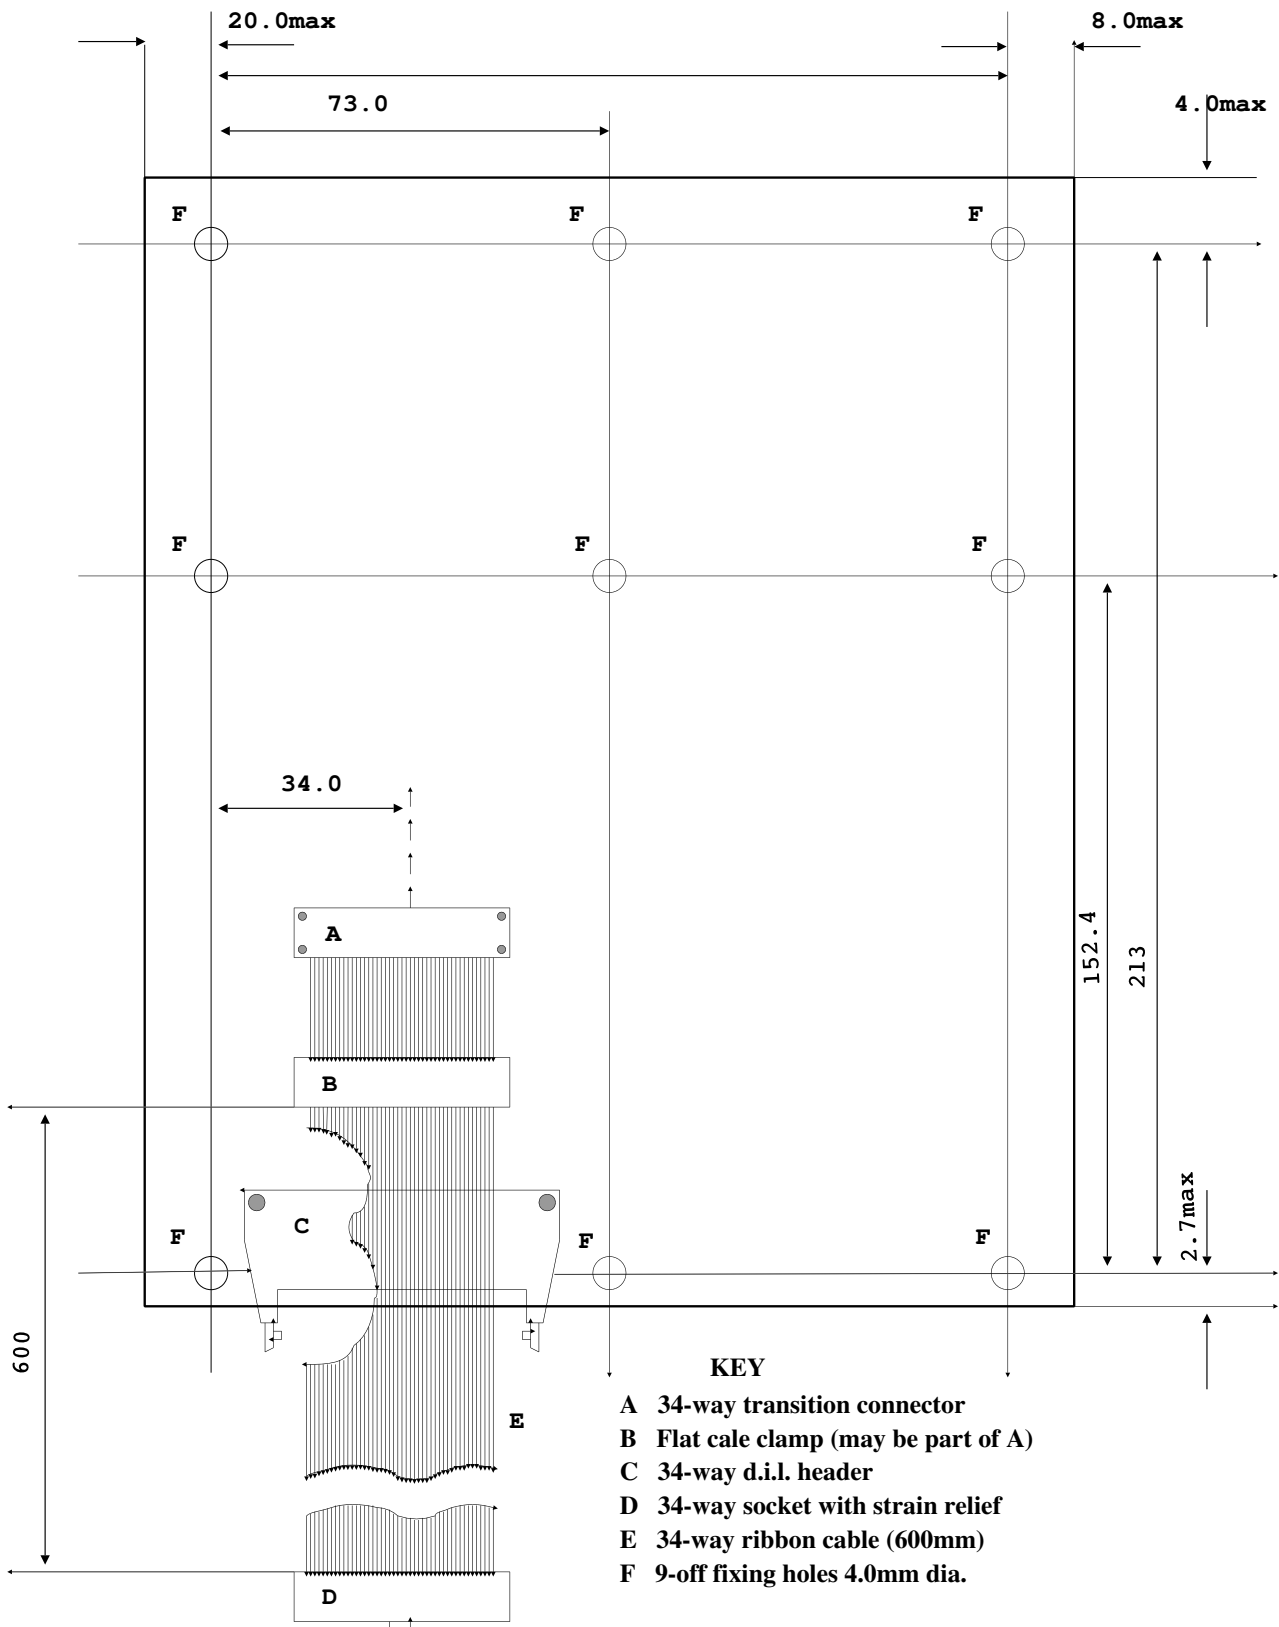 20.0max
8.0max
73.0
4.0max
F F F
F F F
34.0
A
152.4
213
B
2.7max
C
F F F
600
KEY
A 34-way transition connector
B Flat cale clamp (may be part of A)
C 34-way d.i.l. header
D 34-way socket with strain relief
E 34-way ribbon cable (600mm)
F 9-off fixing holes 4.0mm dia.
E
D